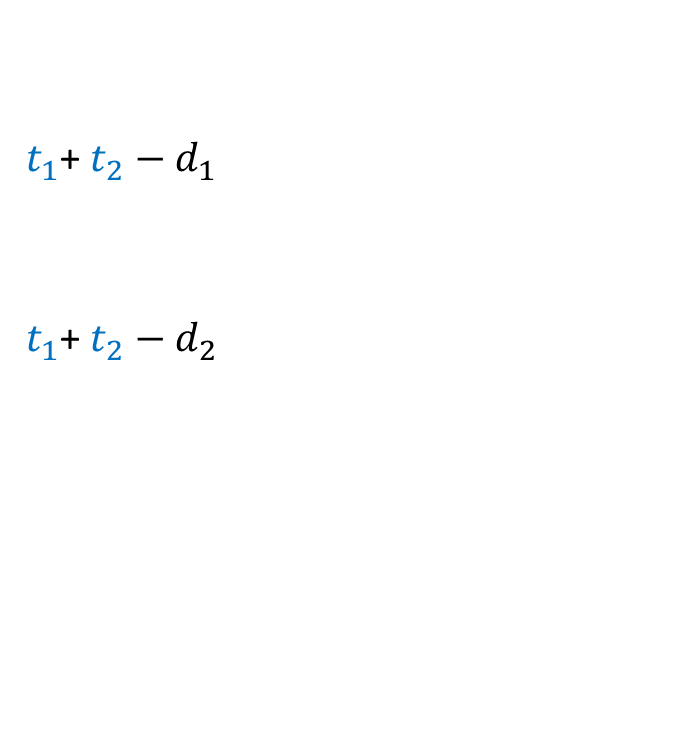 t₁+ t₂ − d₁
t₁+ t₂ − d₂